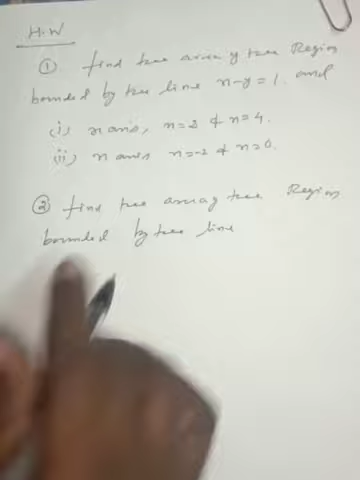 H.W
① find the area of the Region
bounded by the line x-y=1 and
(i) x axis, x=2 & x=4.
(ii) x axis x=-2 & x=0.
② find the area of the Region
bounded by the line